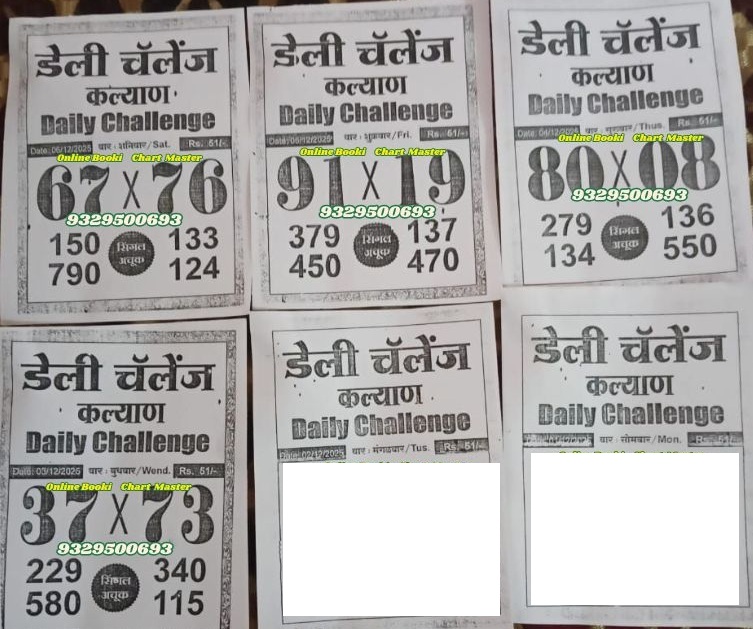 डेली चॅलेंज
कल्याण
Daily Challenge
Date: 06/12/2025 वार : शनिवार/Sat. Rs. 51/-
Online Booki Chart Master
67 X 76
9329500693
150 सिंगल 133
790 अचूक 124
डेली चॅलेंज
कल्याण
Daily Challenge
Date: 05/12/2025 वार : शुक्रवार/Fri. Rs. 51/-
Online Booki Chart Master
91 X 19
9329500693
379 सिंगल 137
450 अचूक 470
डेली चॅलेंज
कल्याण
Daily Challenge
Date: 04/12/2025 वार : /Thus. Rs. 51/-
Online Booki Chart Master
80 X 08
9329500693
279 सिंगल 136
134 अचूक 550
डेली चॅलेंज
कल्याण
Daily Challenge
Date: 03/12/2025 वार : बुधवार/Wend. Rs. 51/-
Online Booki Chart Master
37 X 73
9329500693
229 सिंगल 340
580 अचूक 115
डेली चॅलेंज
कल्याण
Daily Challenge
Date: 02/12/2025 वार : मंगळवार/Tus. Rs. 51/-
डेली चॅलेंज
कल्याण
Daily Challenge
वार : सोमवार/Mon. Rs. 51/-